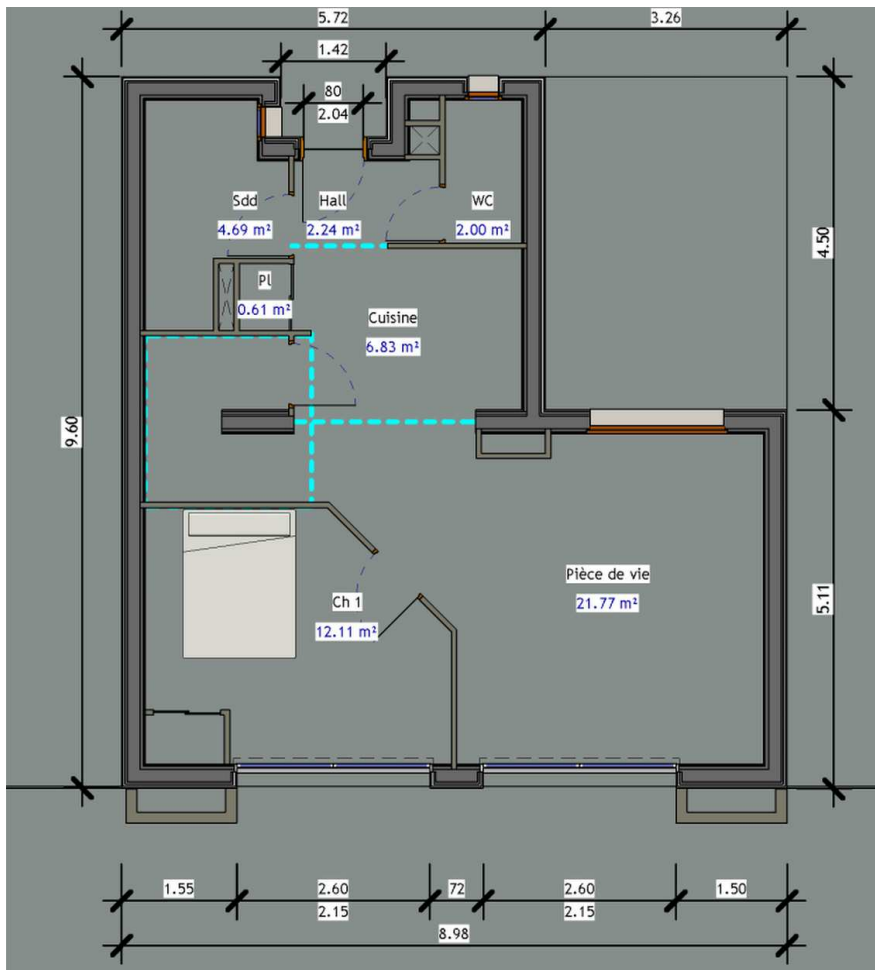 5.72
3.26
1.42
80
2.04
Sdd
4.69 m²
Hall
2.24 m²
WC
2.00 m²
4.50
Pl
0.61 m²
Cuisine
6.83 m²
9.60
Pièce de vie
21.77 m²
Ch 1
12.11 m²
5.11
1.55
2.60
2.15
72
2.60
2.15
1.50
8.98